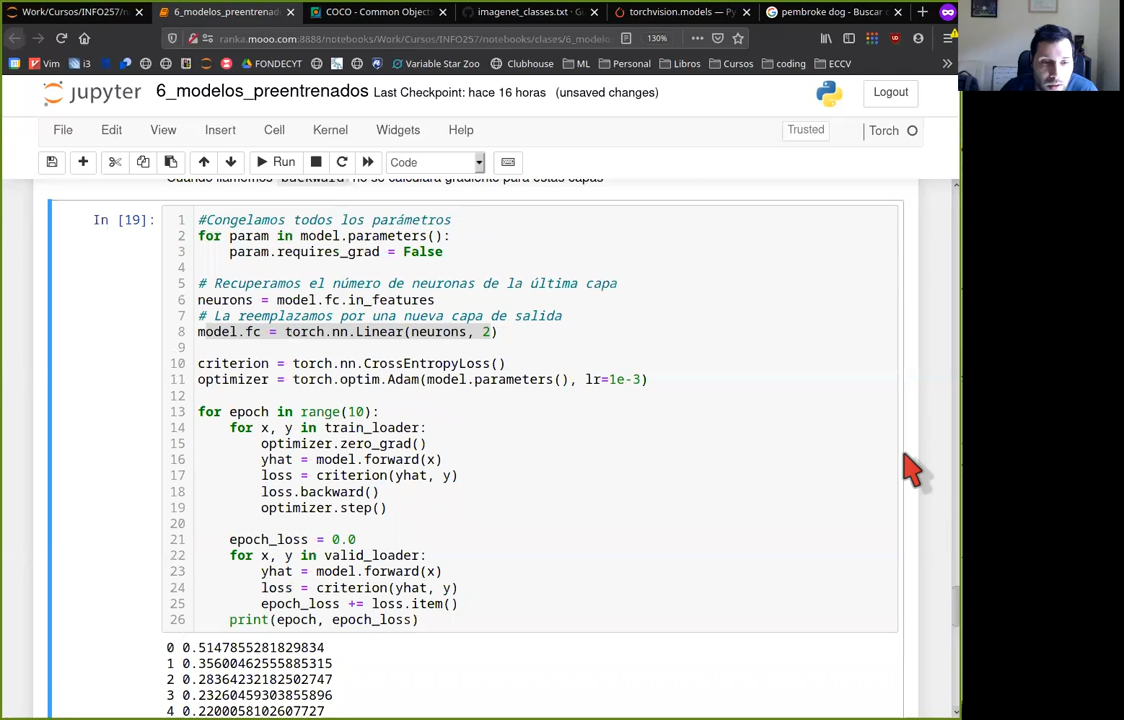 Work/Cursos/INFO257/n
6_modelos_preentrenad
COCO - Common Objects
imagenet_classes.txt · G
torchvision.models — Py
pembroke dog - Buscar c
ranka.mooo.com:8888/notebooks/Work/Cursos/INFO257/notebooks/clases/6_modelo
130%
Vim
i3
FONDECYT
Variable Star Zoo
Clubhouse
ML
Personal
Libros
Cursos
coding
ECCV
jupyter 6_modelos_preentrenados Last Checkpoint: hace 16 horas (unsaved changes)
Logout
File Edit View Insert Cell Kernel Widgets Help
Trusted
Torch
Run
Code
Cuando llamemos backward no se calculará gradiente para estas capas
In [19]:
1 #Congelamos todos los parámetros
2 for param in model.parameters():
3     param.requires_grad = False
4
5 # Recuperamos el número de neuronas de la última capa
6 neurons = model.fc.in_features
7 # La reemplazamos por una nueva capa de salida
8 model.fc = torch.nn.Linear(neurons, 2)
9
10 criterion = torch.nn.CrossEntropyLoss()
11 optimizer = torch.optim.Adam(model.parameters(), lr=1e-3)
12
13 for epoch in range(10):
14     for x, y in train_loader:
15         optimizer.zero_grad()
16         yhat = model.forward(x)
17         loss = criterion(yhat, y)
18         loss.backward()
19         optimizer.step()
20
21     epoch_loss = 0.0
22     for x, y in valid_loader:
23         yhat = model.forward(x)
24         loss = criterion(yhat, y)
25         epoch_loss += loss.item()
26     print(epoch, epoch_loss)
0 0.5147855281829834
1 0.35600462555885315
2 0.28364232182502747
3 0.23260459303855896
4 0.2200058102607727